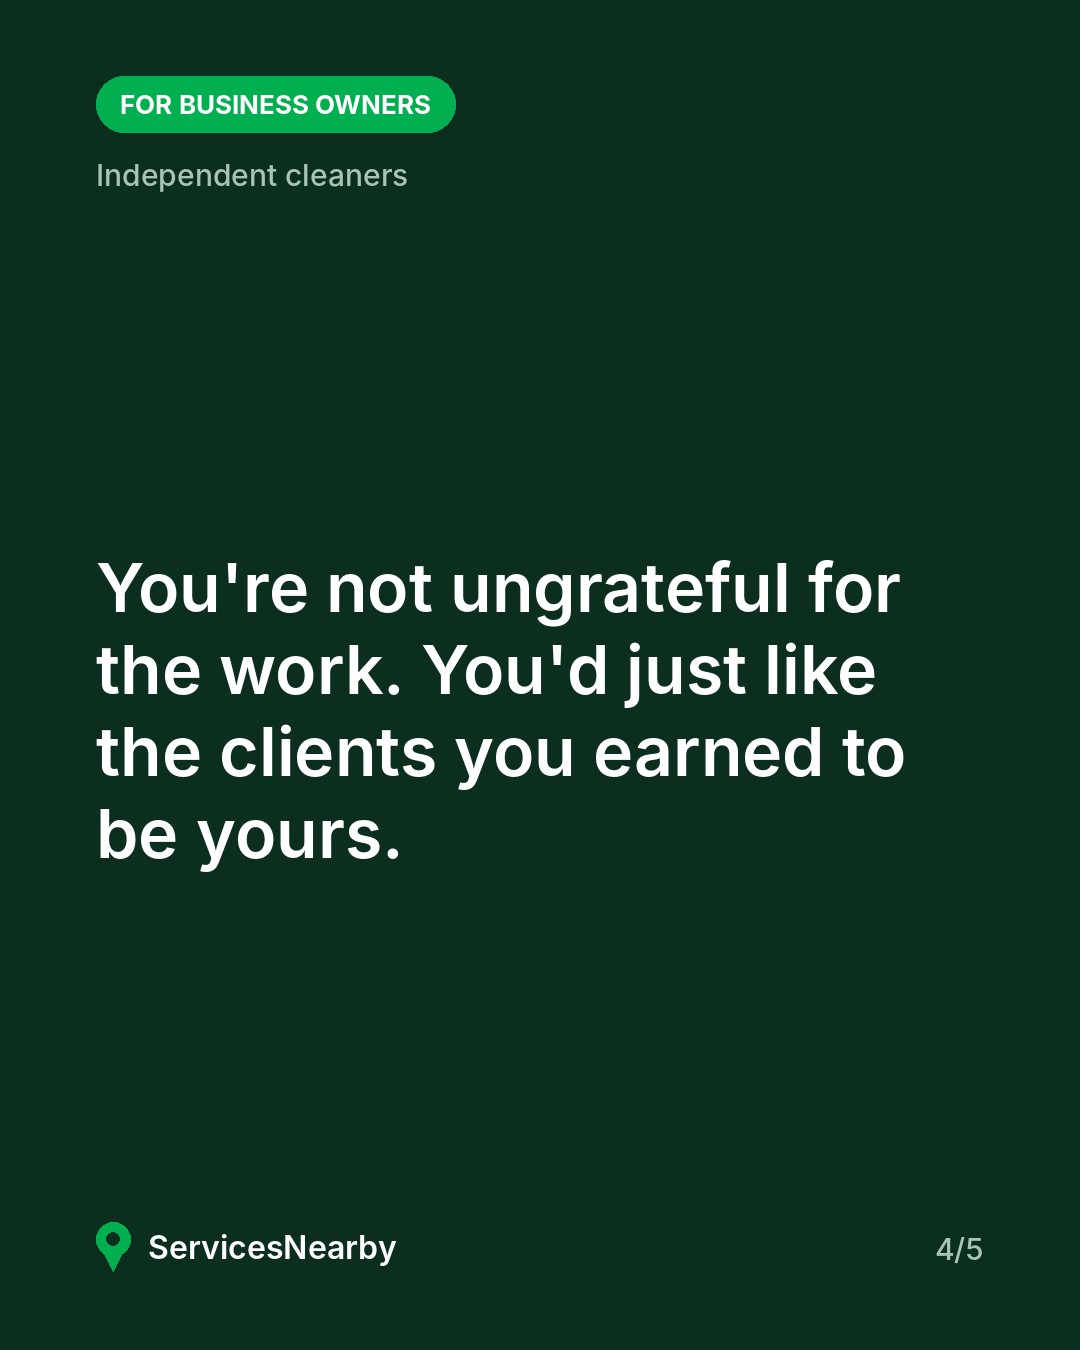 FOR BUSINESS OWNERS
Independent cleaners
You're not ungrateful for
the work. You'd just like
the clients you earned to
be yours.
ServicesNearby
4/5